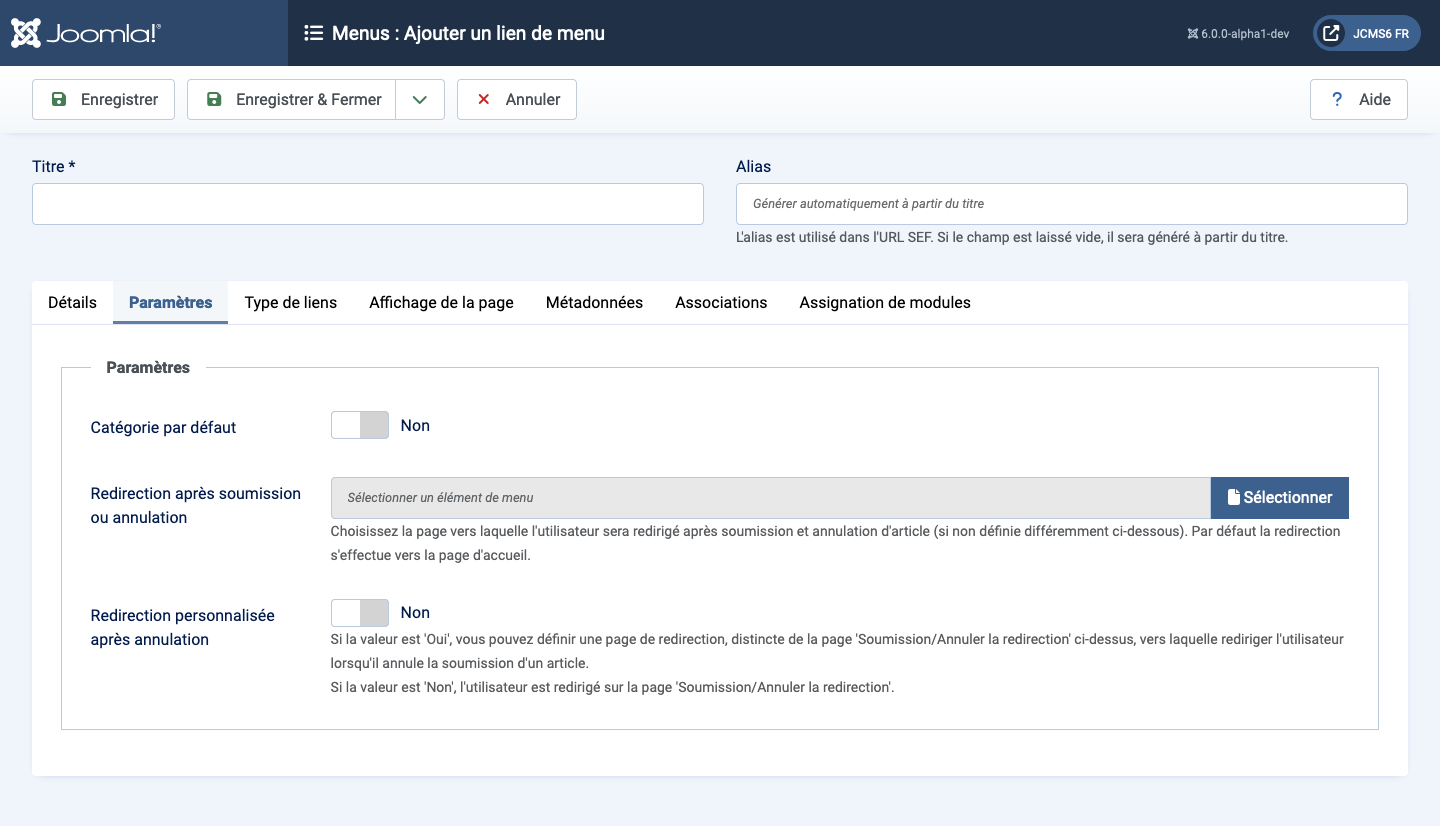 Joomla!®
Menus : Ajouter un lien de menu
6.0.0-alpha1-dev
JCMS6 FR
Enregistrer
Enregistrer & Fermer
Annuler
? Aide
Titre *
Alias
Générer automatiquement à partir du titre
L'alias est utilisé dans l'URL SEF. Si le champ est laissé vide, il sera généré à partir du titre.
Détails Paramètres Type de liens Affichage de la page Métadonnées Associations Assignation de modules
Paramètres
Catégorie par défaut
Non
Redirection après soumission
ou annulation
Sélectionner un élément de menu
Sélectionner
Choisissez la page vers laquelle l'utilisateur sera redirigé après soumission et annulation d'article (si non définie différemment ci-dessous). Par défaut la redirection
s'effectue vers la page d'accueil.
Redirection personnalisée
après annulation
Non
Si la valeur est 'Oui', vous pouvez définir une page de redirection, distincte de la page 'Soumission/Annuler la redirection' ci-dessus, vers laquelle rediriger l'utilisateur
lorsqu'il annule la soumission d'un article.
Si la valeur est 'Non', l'utilisateur est redirigé sur la page 'Soumission/Annuler la redirection'.